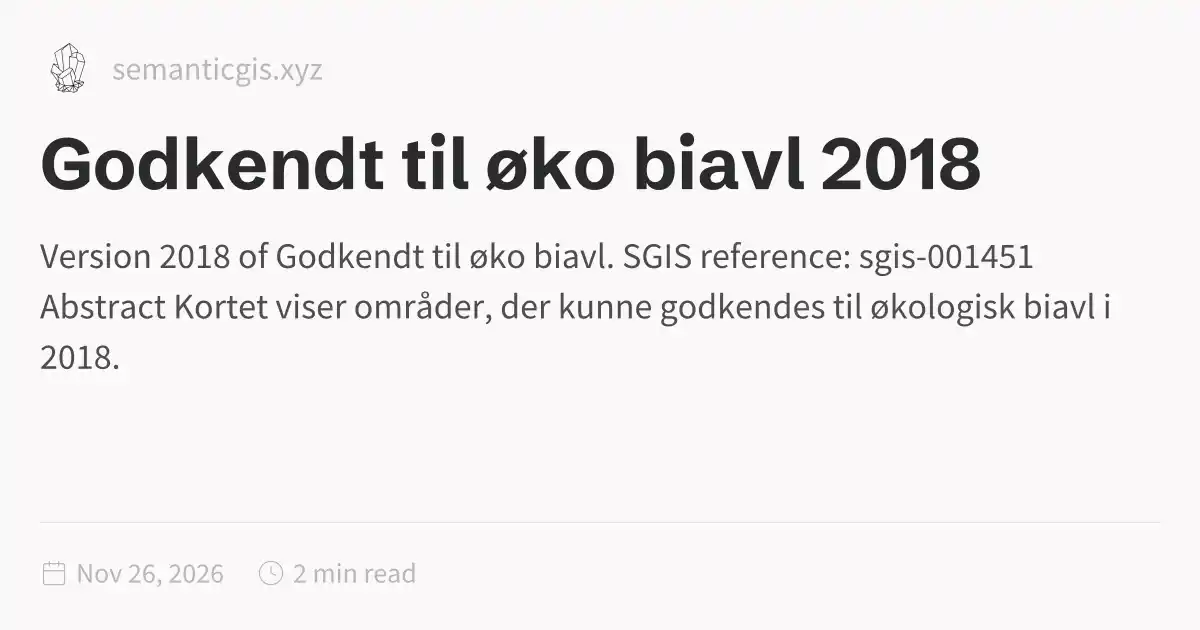 semanticgis.xyz
Godkendt til øko biavl 2018
Version 2018 of Godkendt til øko biavl. SGIS reference: sgis-001451
Abstract Kortet viser områder, der kunne godkendes til økologisk biavl i
2018.
Nov 26, 2026 2 min read